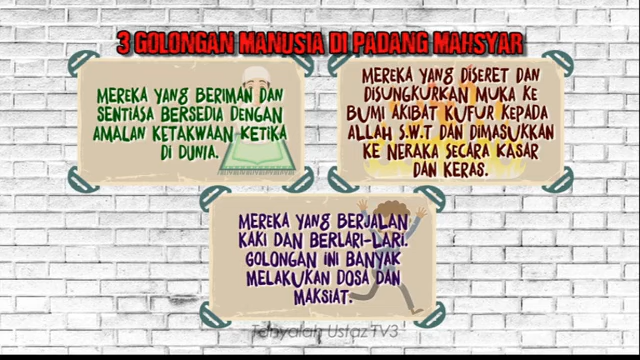 3 GOLONGAN MANUSIA DI PADANG MAHSYAR
MEREKA YANG BERIMAN DAN
SENTIASA BERSEDIA DENGAN
AMALAN KETAKWAAN KETIKA
DI DUNIA.
MEREKA YANG DISERET DAN
DISUNGKURKAN MUKA KE
BUMI AKIBAT KUFUR KEPADA
ALLAH S.W.T DAN DIMASUKKAN
KE NERAKA SECARA KASAR
DAN KERAS.
MEREKA YANG BERJALAN
KAKI DAN BERLARI-LARI.
GOLONGAN INI BANYAK
MELAKUKAN DOSA DAN
MAKSIAT.
Tanyalah Ustaz TV3